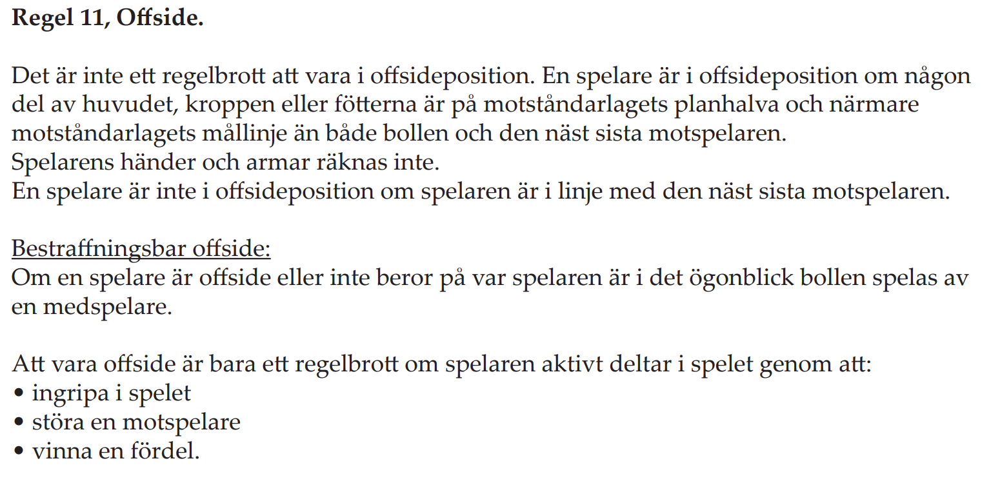 Regel 11, Offside.
Det är inte ett regelbrott att vara i offsideposition. En spelare är i offsideposition om någon
del av huvudet, kroppen eller fötterna är på motståndarlagets planhalva och närmare
motståndarlagets mållinje än både bollen och den näst sista motspelaren.
Spelarens händer och armar räknas inte.
En spelare är inte i offsideposition om spelaren är i linje med den näst sista motspelaren.
Bestraffningsbar offside:
Om en spelare är offside eller inte beror på var spelaren är i det ögonblick bollen spelas av
en medspelare.
Att vara offside är bara ett regelbrott om spelaren aktivt deltar i spelet genom att:
• ingripa i spelet
• störa en motspelare
• vinna en fördel.